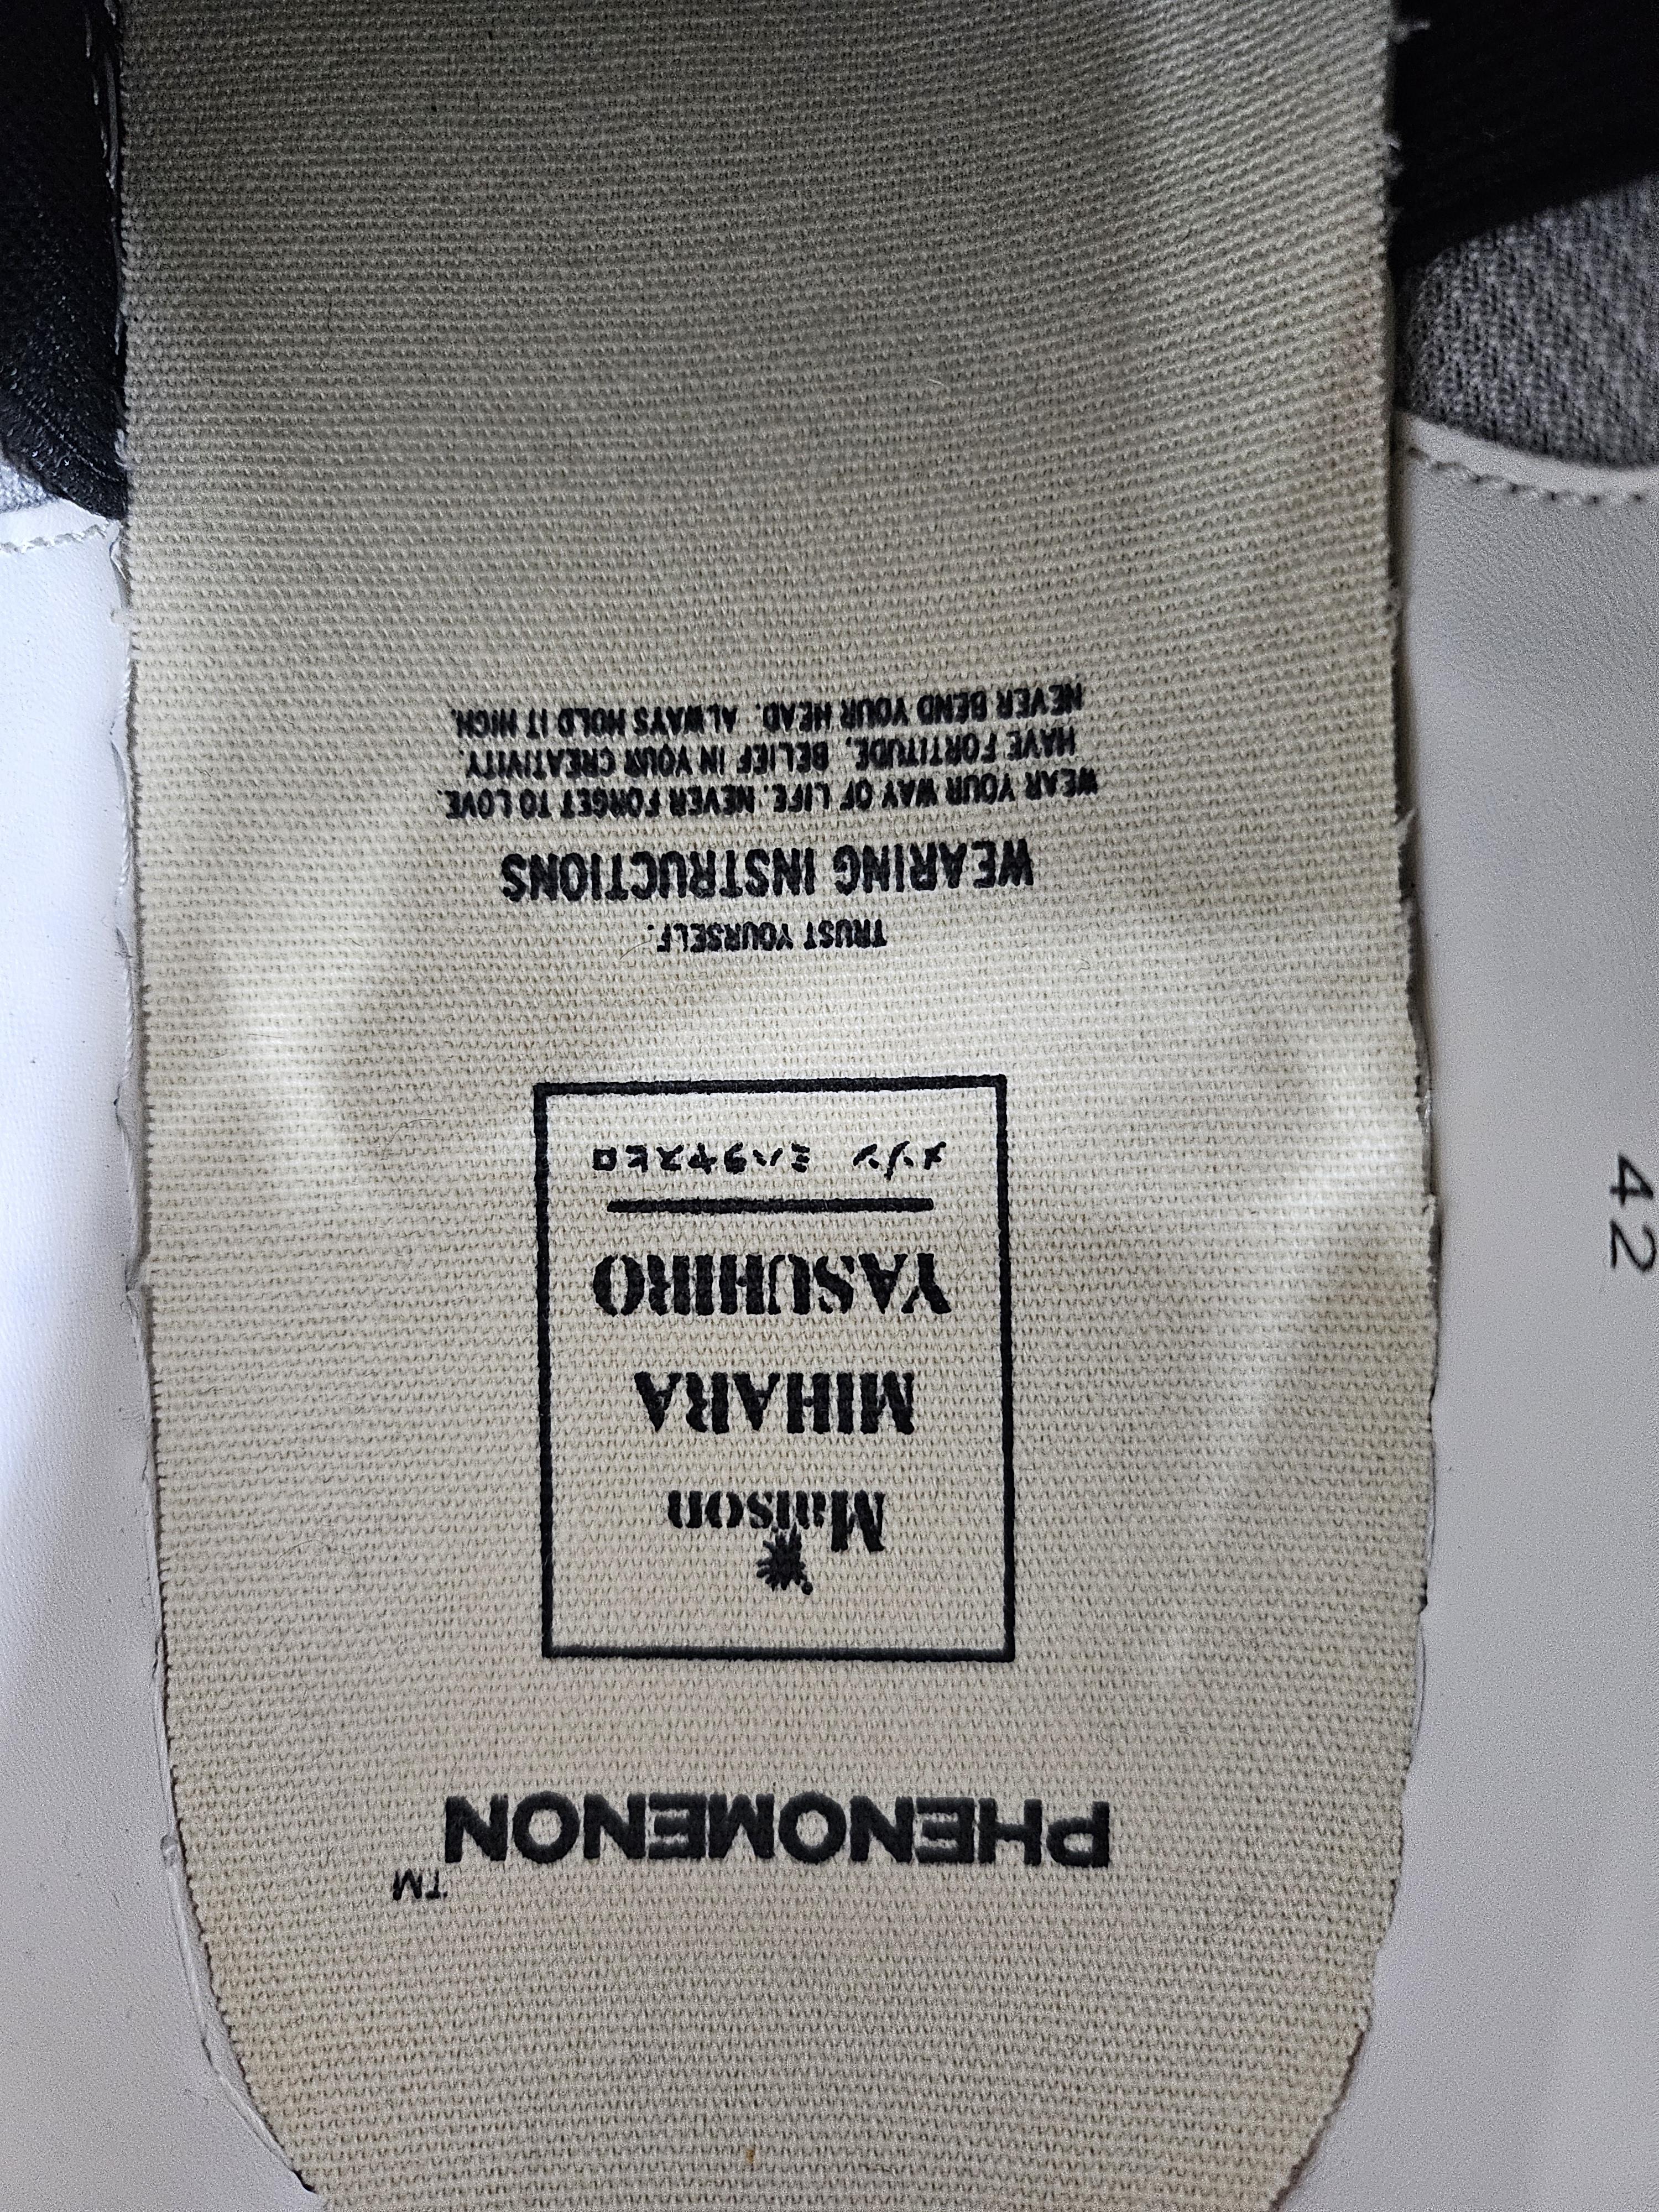 PHENOMENON™
Maison
MIHARA
YASUHIRO
メゾン ミハラヤスヒロ
TRUST YOURSELF.
WEARING INSTRUCTIONS
WEAR YOUR WAY OF LIFE. NEVER FORGET TO LOVE.
HAVE FORTITUDE. BELIEF IN YOUR CREATIVITY.
NEVER BEND YOUR HEAD. ALWAYS HOLD IT HIGH.
42